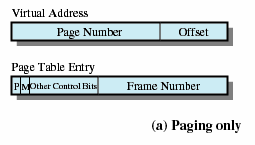 Virtual Address
Page Number Offset
Page Table Entry
P M Other Control Bits Frame Number
(a) Paging only